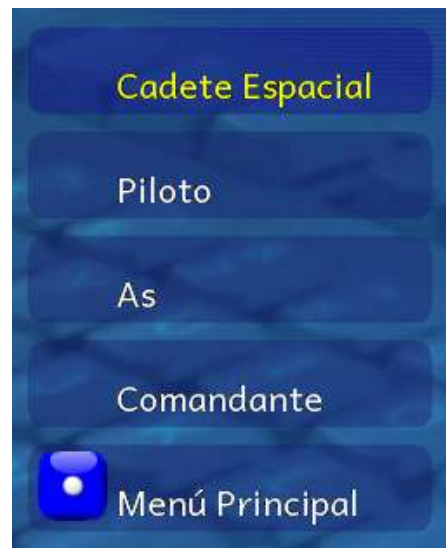 Cadete Espacial
Piloto
As
Comandante
Menú Principal